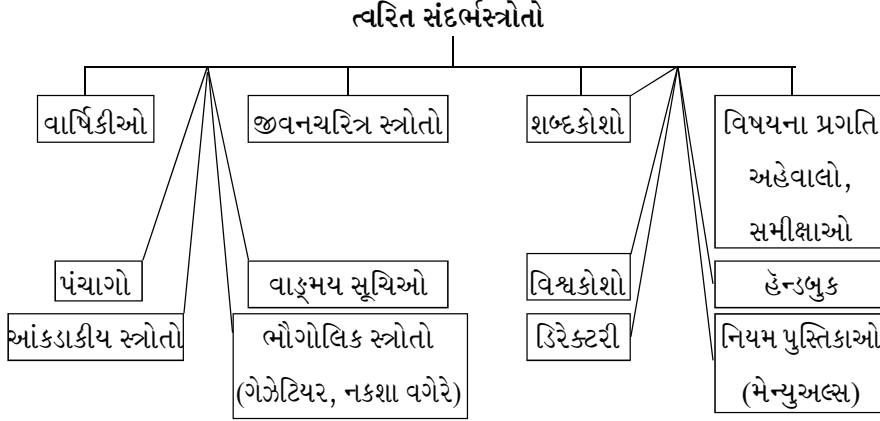 ત્વરિત સંદર્ભસ્ત્રોતો
વાર્ષિકીઓ
જીવનચરિત્ર સ્ત્રોતો
શબ્દકોશો
વિષયના પ્રગતિ
અહેવાલો,
સમીક્ષાઓ
પંચાગો
વાઙ્મય સૂચિઓ
વિશ્વકોશો
હૅન્ડબુક
આંકડાકીય સ્ત્રોતો
ભૌગોલિક સ્ત્રોતો
(ગેઝેટિયર, નકશા વગેરે)
ડિરેક્ટરી
નિયમ પુસ્તિકાઓ
(મેન્યુઅલ્સ)